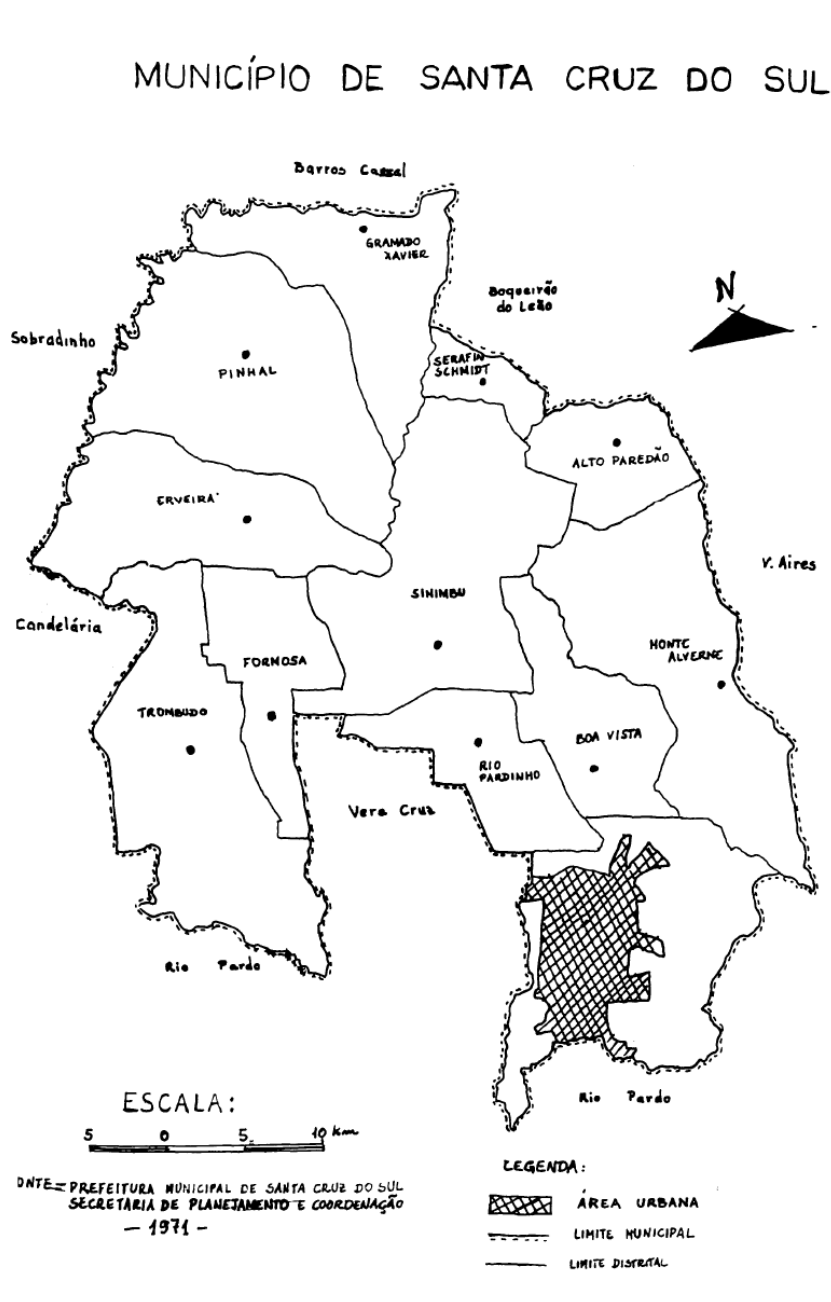 MUNICÍPIO DE SANTA CRUZ DO SUL
Barros Cassal
GRAMADO
XAVIER
N
Boqueirão
do Leão
Sobradinho
SERAFIN
SCHMIDT
PINHAL
ALTO PAREDÃO
ERVEIRA
V. Aires
SINIMBU
Candelária
MONTE
ALVERNE
FORMOSA
TROMBUDO
BOA VISTA
RIO
PARDINHO
Vera Cruz
Rio Pardo
Rio Pardo
ESCALA:
5 0 5 10 km
ONTE= PREFEITURA MUNICIPAL DE SANTA CRUZ DO SUL
SECRETARIA DE PLANEJAMENTO E COORDENAÇÃO
- 1971 -
LEGENDA:
ÁREA URBANA
LIMITE MUNICIPAL
LIMITE DISTRITAL